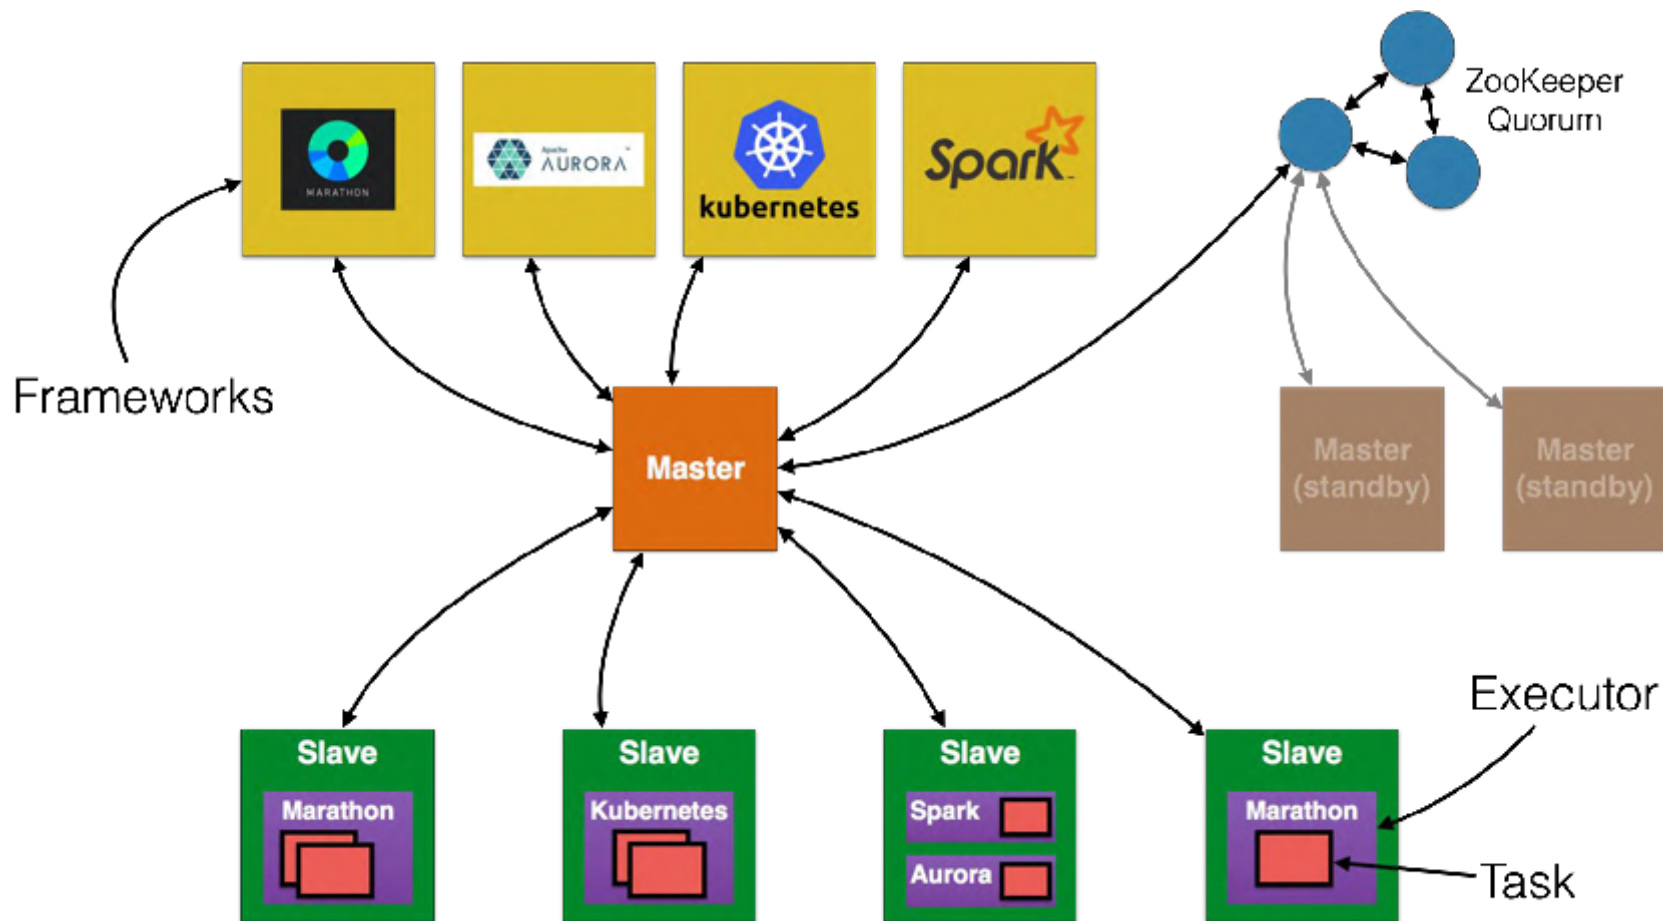 ZooKeeper
Quorum
MARATHON
Apache
AURORA
™
kubernetes
Spark
Frameworks
Master
Master
(standby)
Master
(standby)
Executor
Slave
Marathon
Slave
Kubernetes
Slave
Spark
Aurora
Slave
Marathon
Task